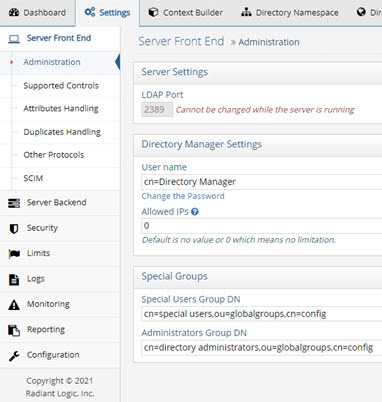 Dashboard Settings Context Builder Directory Namespace
Server Front End
Administration
Supported Controls
Attributes Handling
Duplicates Handling
Other Protocols
SCIM
Server Backend
Security
Limits
Logs
Monitoring
Reporting
Configuration
Copyright © 2021
Radiant Logic, Inc.
Server Front End » Administration
Server Settings
LDAP Port
2389 Cannot be changed while the server is running
Directory Manager Settings
User name
cn=Directory Manager
Change the Password
Allowed IPs ?
0
Default is no value or 0 which means no limitation.
Special Groups
Special Users Group DN
cn=special users,ou=globalgroups,cn=config
Administrators Group DN
cn=directory administrators,ou=globalgroups,cn=config